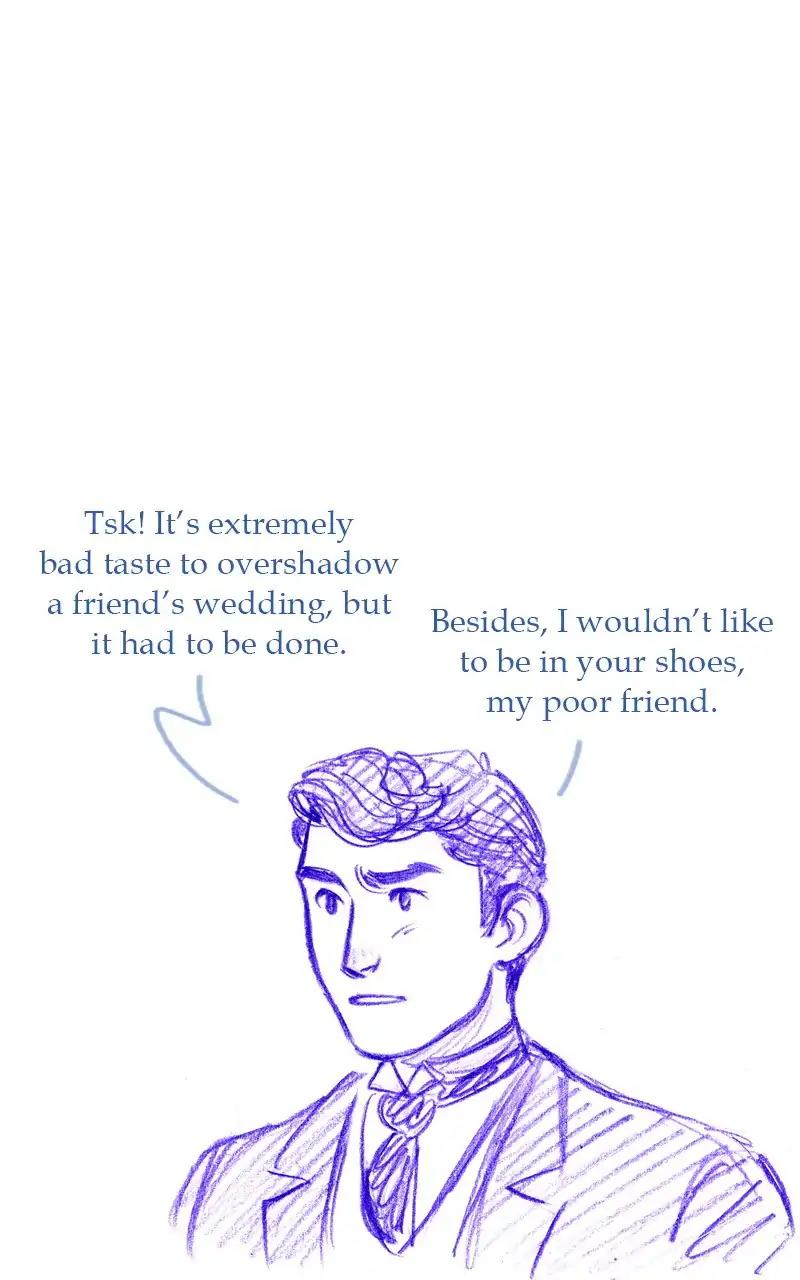 Tsk! It’s extremely
bad taste to overshadow
a friend’s wedding, but
it had to be done.
Besides, I wouldn’t like
to be in your shoes,
my poor friend.